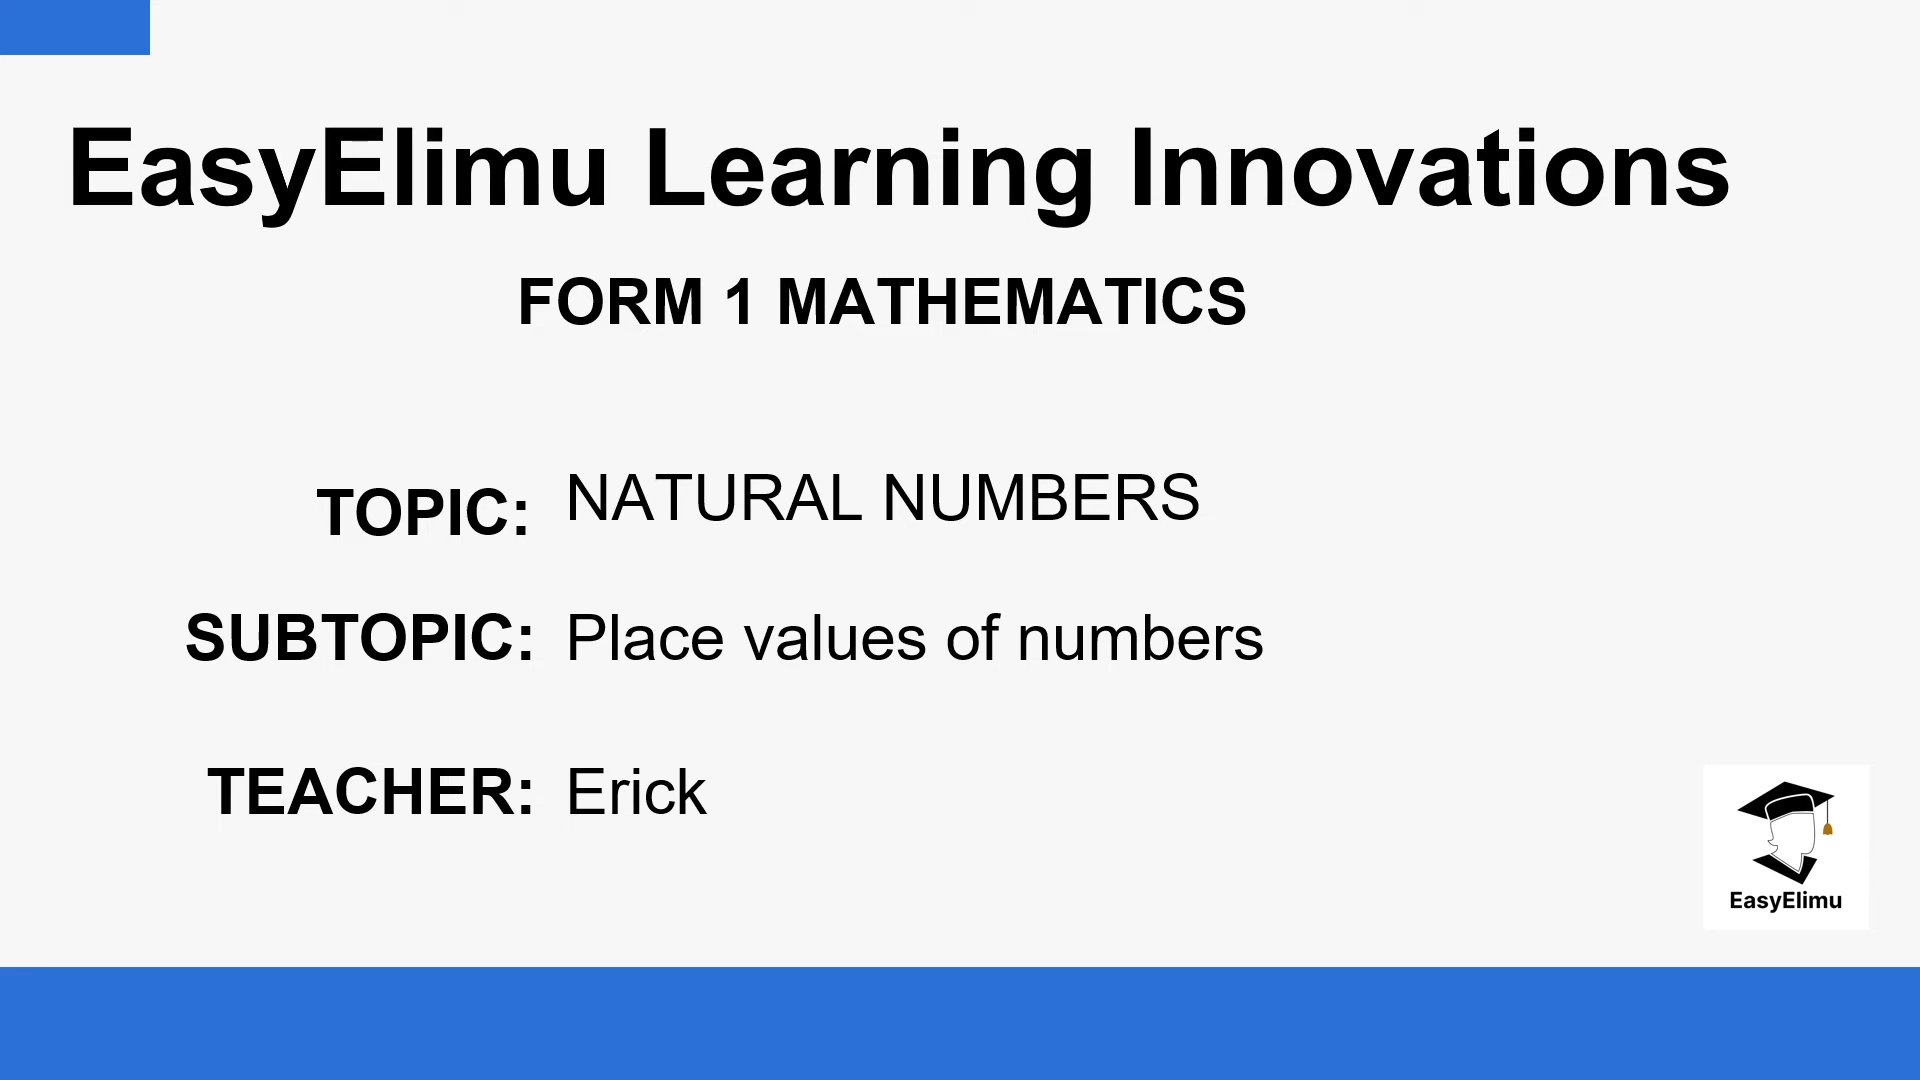 EasyElimu Learning Innovations
FORM 1 MATHEMATICS
TOPIC: NATURAL NUMBERS
SUBTOPIC: Place values of numbers
TEACHER: Erick
EasyElimu